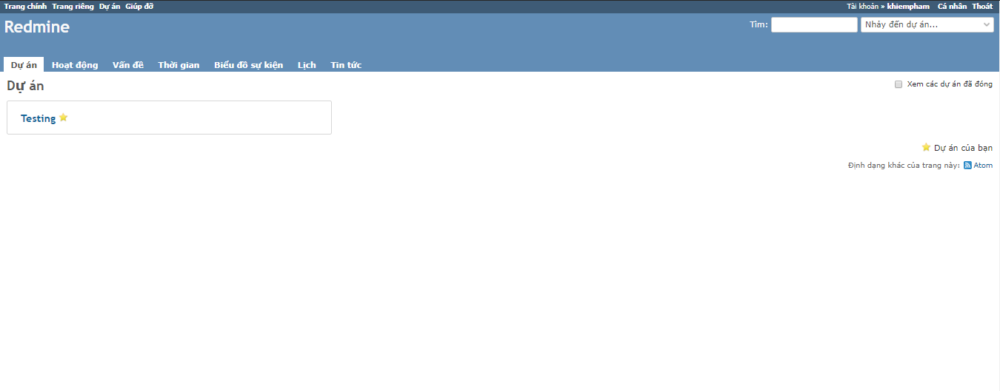 Trang chính Trang riêng Dự án Giúp đỡ
Tài khoản » khiempham Cá nhân Thoát
Redmine
Tìm:
Nhảy đến dự án...
Dự án Hoạt động Vấn đề Thời gian Biểu đồ sự kiện Lịch Tin tức
Dự án
Xem các dự án đã đóng
Testing
Dự án của bạn
Định dạng khác của trang này: Atom